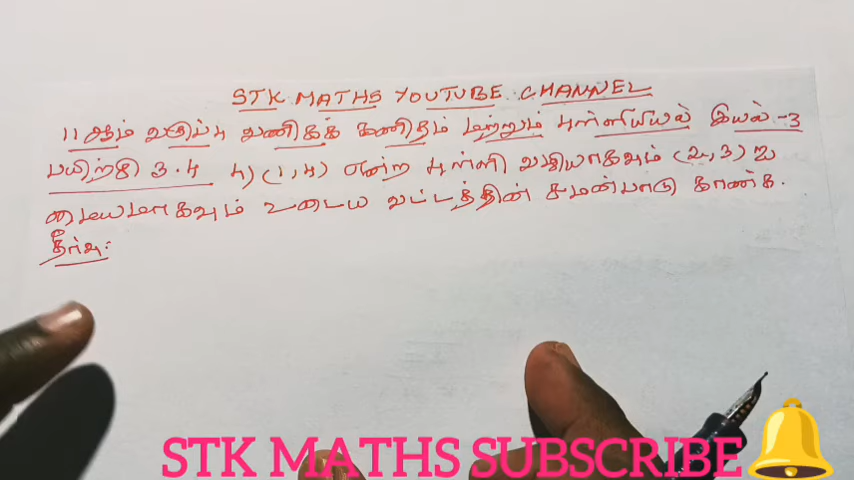 STK MATHS YOUTUBE CHANNEL
11 ஆம் வகுப்பு வணிகக் கணிதம் மற்றும் புள்ளியியல் இயல் -3
பயிற்சி 3.4 4) (1,4) என்ற புள்ளி வழியாகவும் (2,3) ஐ
மையமாகவும் உடைய வட்டத்தின் சமன்பாடு காண்க.
தீர்வு:
STK MATHS SUBSCRIBE